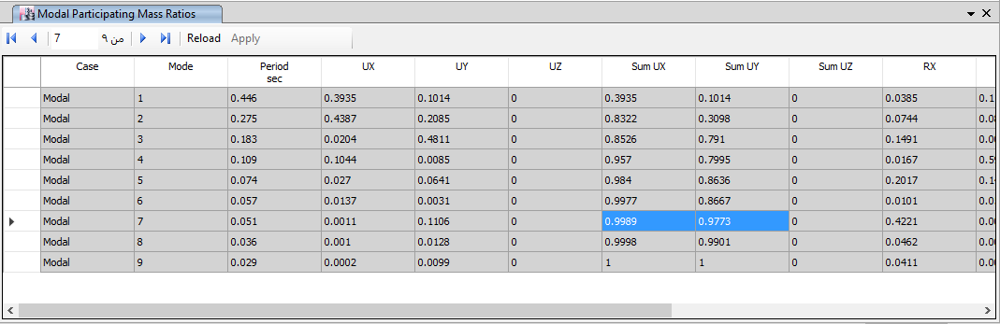 Modal Participating Mass Ratios
7 من ٩ Reload Apply
Case Mode Period sec UX UY UZ Sum UX Sum UY Sum UZ RX
Modal 1 0.446 0.3935 0.1014 0 0.3935 0.1014 0 0.0385
Modal 2 0.275 0.4387 0.2085 0 0.8322 0.3098 0 0.0744
Modal 3 0.183 0.0204 0.4811 0 0.8526 0.791 0 0.1491
Modal 4 0.109 0.1044 0.0085 0 0.957 0.7995 0 0.0167
Modal 5 0.074 0.027 0.0641 0 0.984 0.8636 0 0.2017
Modal 6 0.057 0.0137 0.0031 0 0.9977 0.8667 0 0.0101
Modal 7 0.051 0.0011 0.1106 0 0.9989 0.9773 0 0.4221
Modal 8 0.036 0.001 0.0128 0 0.9998 0.9901 0 0.0462
Modal 9 0.029 0.0002 0.0099 0 1 1 0 0.0411